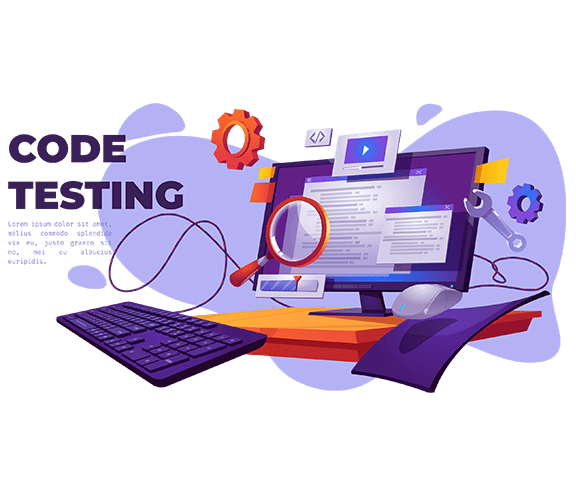 CODE
TESTING
Lorem ipsum dolor sit amet,
melius commodo splendide
vix eu, justo graeco sit
no, mei cu albucius
euripidis.
</>